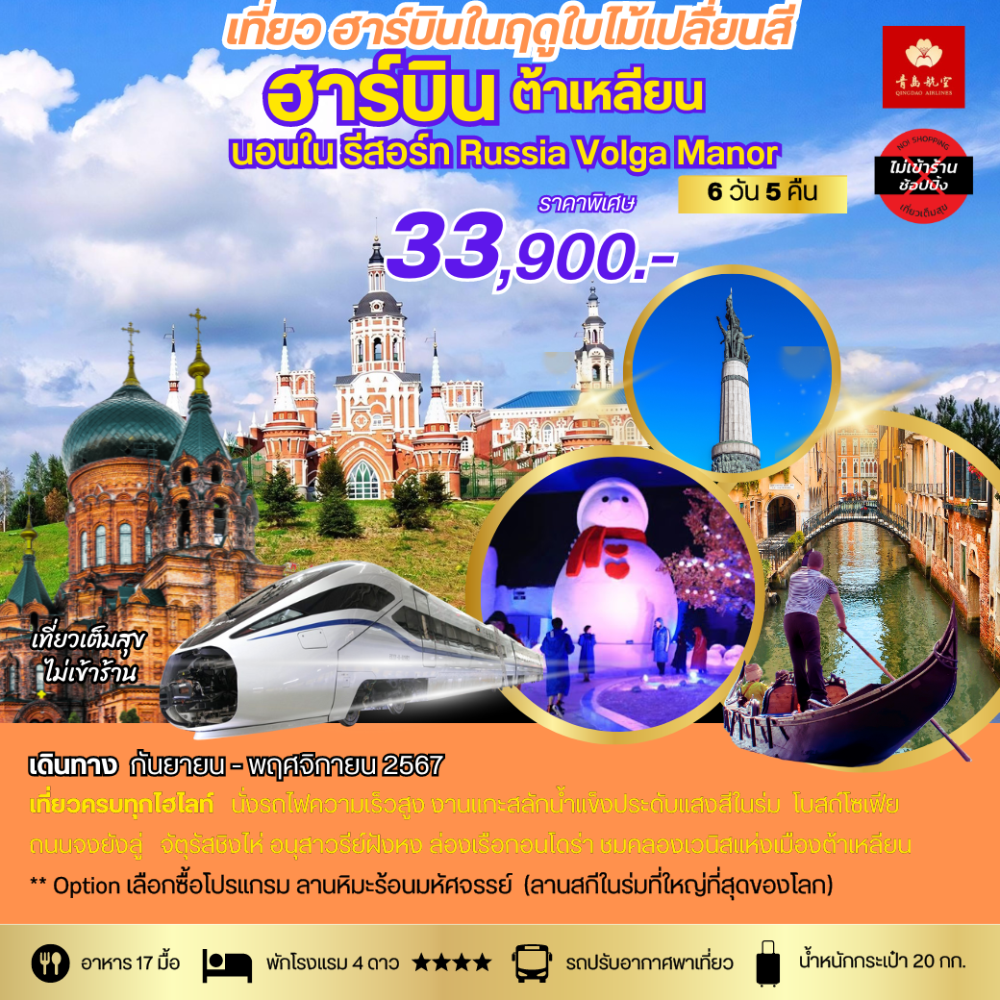 เที่ยว ฮาร์บินในฤดูใบไม้เปลี่ยนสี
ฮาร์บิน ต้าเหลียน
นอนใน รีสอร์ท Russia Volga Manor
6 วัน 5 คืน
ราคาพิเศษ
33,900.-
青島航空
QINGDAO AIRLINES
NO! SHOPPING
ไม่เข้าร้าน
ช้อปปิ้ง
เที่ยวเต็มสุข
เที่ยวเต็มสุข
ไม่เข้าร้าน
เดินทาง กันยายน - พฤศจิกายน 2567
เที่ยวครบทุกไฮไลท์ นั่งรถไฟความเร็วสูง งานแกะสลักน้ำแข็งประดับแสงสีในร่ม โบสถ์โซเฟีย
ถนนจงยังลู่ จัตุรัสชิงไห่ อนุสาวรีย์ฝังหง ล่องเรือกอนโดร่า ชมคลองเวนิสแห่งเมืองต้าเหลียน
** Option เลือกซื้อโปรแกรม ลานหิมะร้อนมหัศจรรย์ (ลานสกีในร่มที่ใหญ่ที่สุดของโลก)
อาหาร 17 มื้อ พักโรงแรม 4 ดาว ★★★★ รถปรับอากาศพาเที่ยว น้ำหนักกระเป๋า 20 กก.